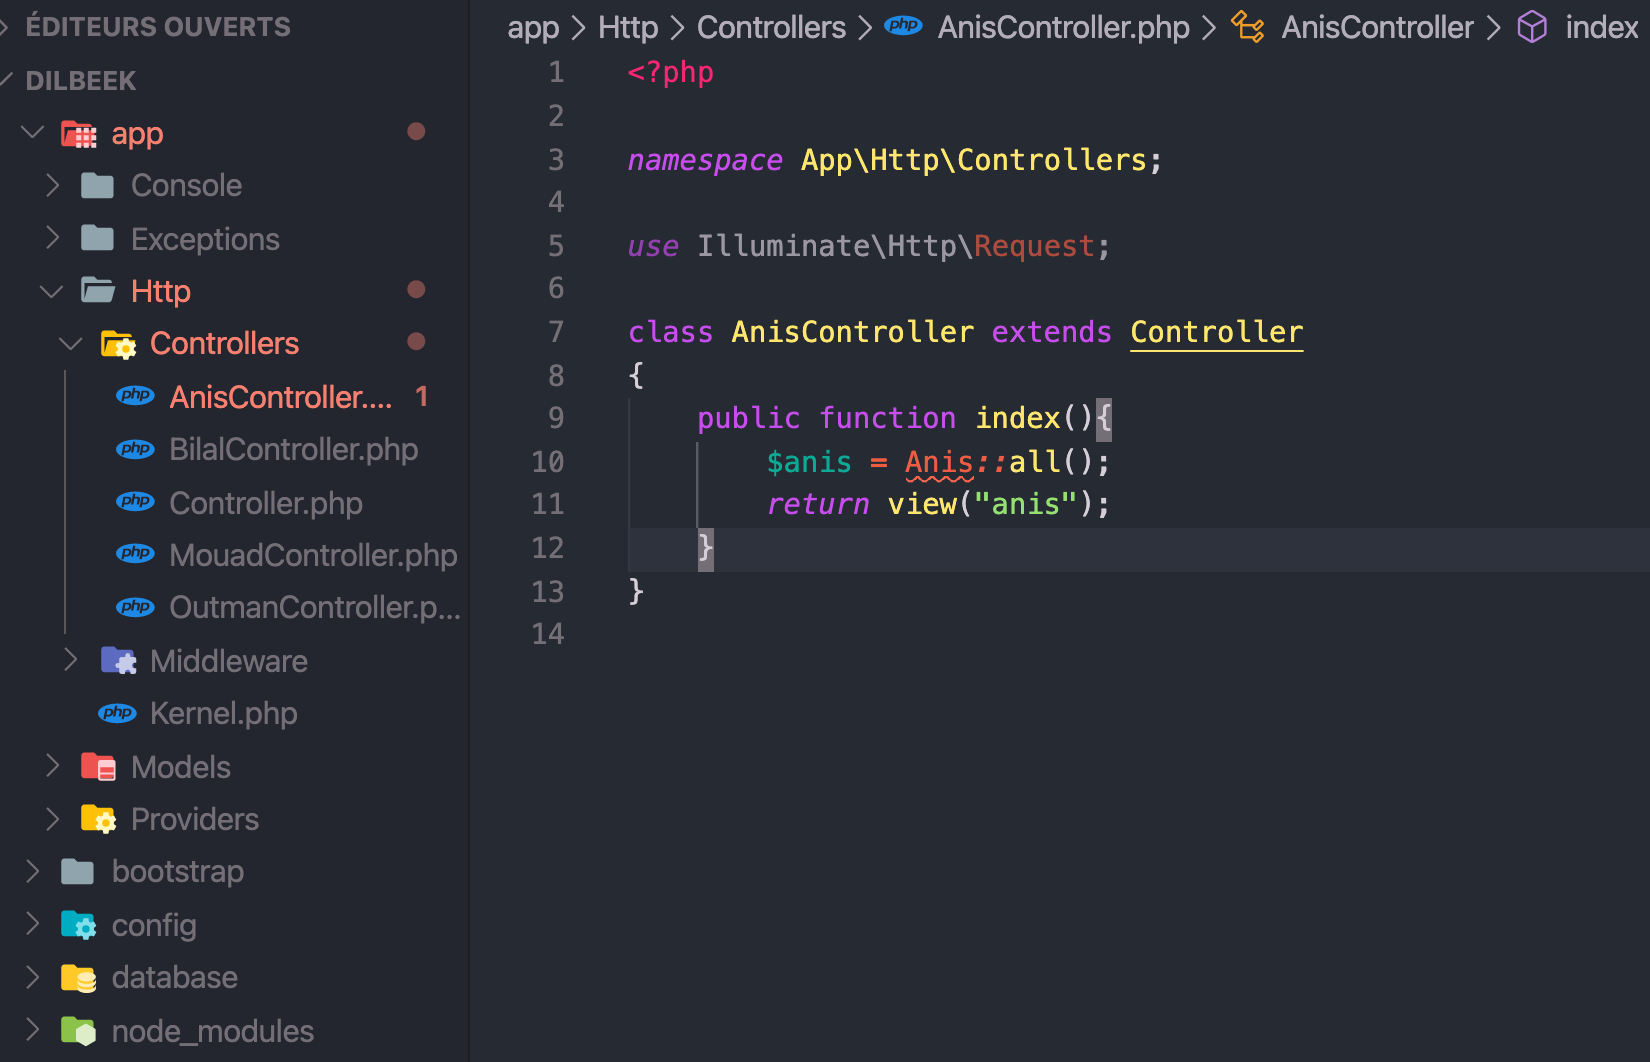 ÉDITEURS OUVERTS
DILBEEK
app
Console
Exceptions
Http
Controllers
php AnisController.... 1
php BilalController.php
php Controller.php
php MouadController.php
php OutmanController.p...
Middleware
php Kernel.php
Models
Providers
bootstrap
config
database
node_modules
app > Http > Controllers > php AnisController.php > AnisController > index
1 <?php
2
3 namespace App\Http\Controllers;
4
5 use Illuminate\Http\Request;
6
7 class AnisController extends Controller
8 {
9 public function index(){
10 $anis = Anis::all();
11 return view("anis");
12 }
13 }
14